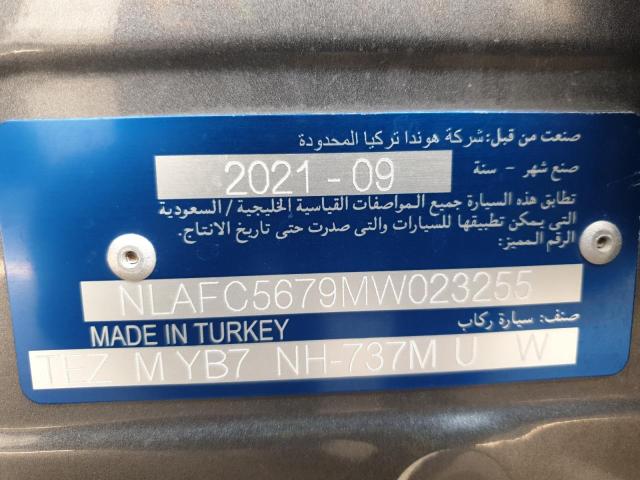 صنعت من قبل: شركة هوندا تركيا المحدودة
صنع شهر - سنة
2021 - 09
تطابق هذه السيارة جميع المواصفات القياسية الخليجية / السعودية
التي يمكن تطبيقها للسيارات والتى صدرت حتى تاريخ الانتاج.
الرقم المميز:
NLAFC5679MW023255
صنف: سيارة ركاب
MADE IN TURKEY
TEZ M YB7 NH-737M U W